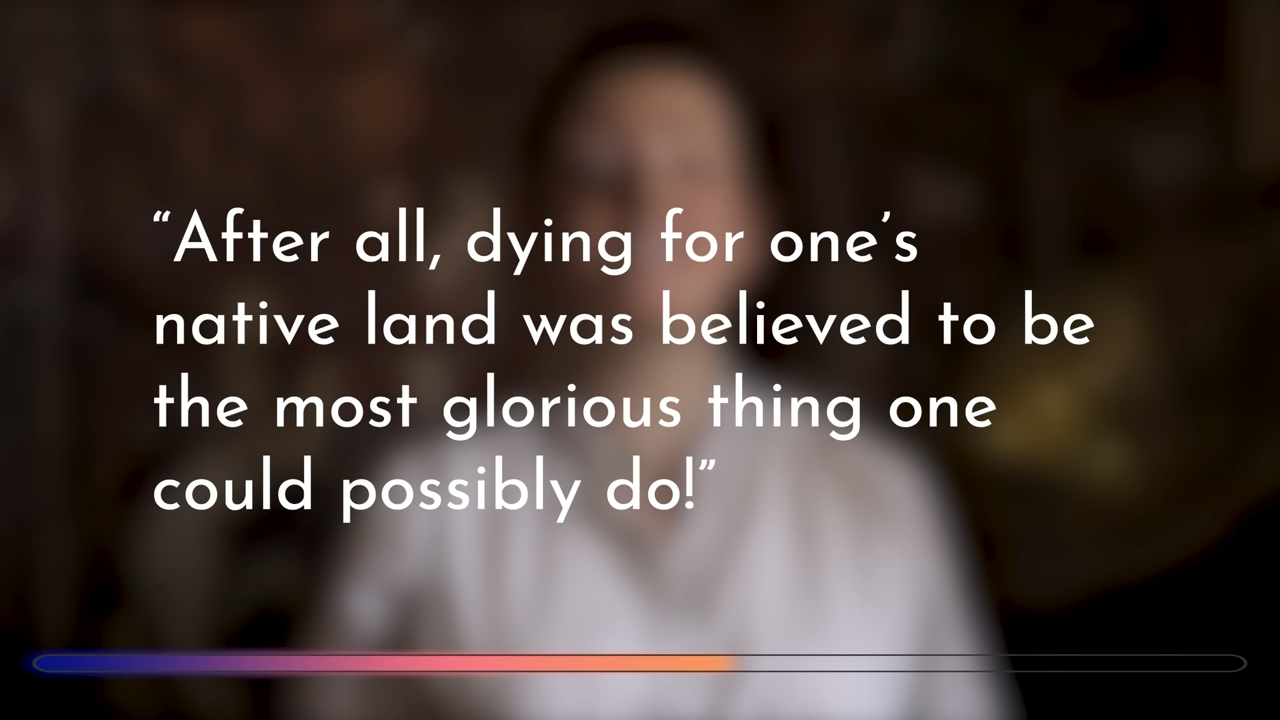 “After all, dying for one’s
native land was believed to be
the most glorious thing one
could possibly do!”